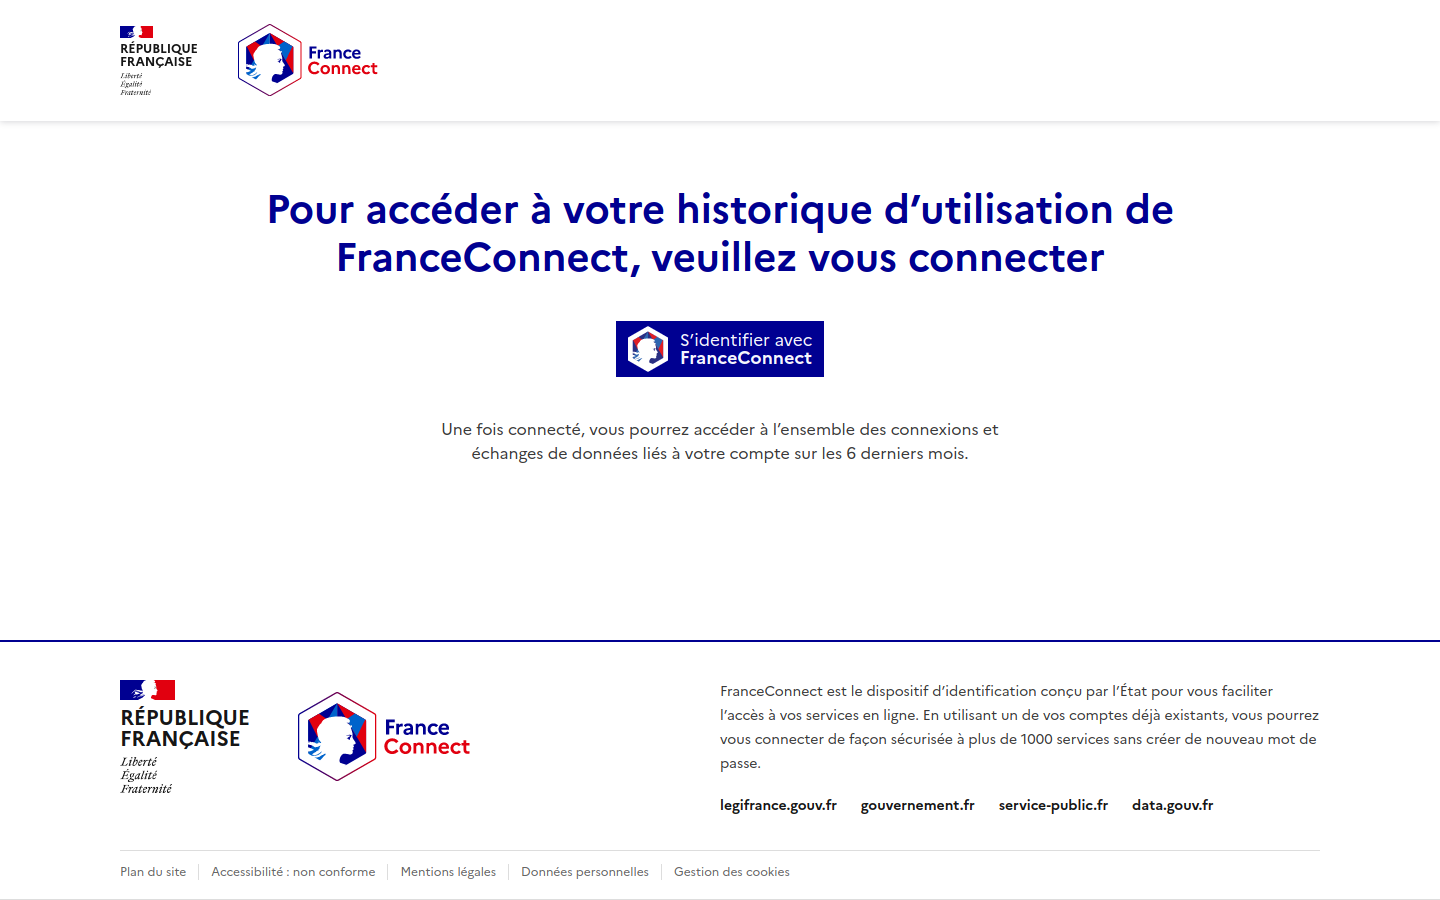 RÉPUBLIQUE
FRANÇAISE
Liberté
Égalité
Fraternité
France
Connect
Pour accéder à votre historique d’utilisation de
FranceConnect, veuillez vous connecter
S’identifier avec
FranceConnect
Une fois connecté, vous pourrez accéder à l’ensemble des connexions et
échanges de données liés à votre compte sur les 6 derniers mois.
RÉPUBLIQUE
FRANÇAISE
Liberté
Égalité
Fraternité
France
Connect
FranceConnect est le dispositif d’identification conçu par l’État pour vous faciliter
l’accès à vos services en ligne. En utilisant un de vos comptes déjà existants, vous pourrez
vous connecter de façon sécurisée à plus de 1000 services sans créer de nouveau mot de
passe.
legifrance.gouv.fr gouvernement.fr service-public.fr data.gouv.fr
Plan du site Accessibilité : non conforme Mentions légales Données personnelles Gestion des cookies